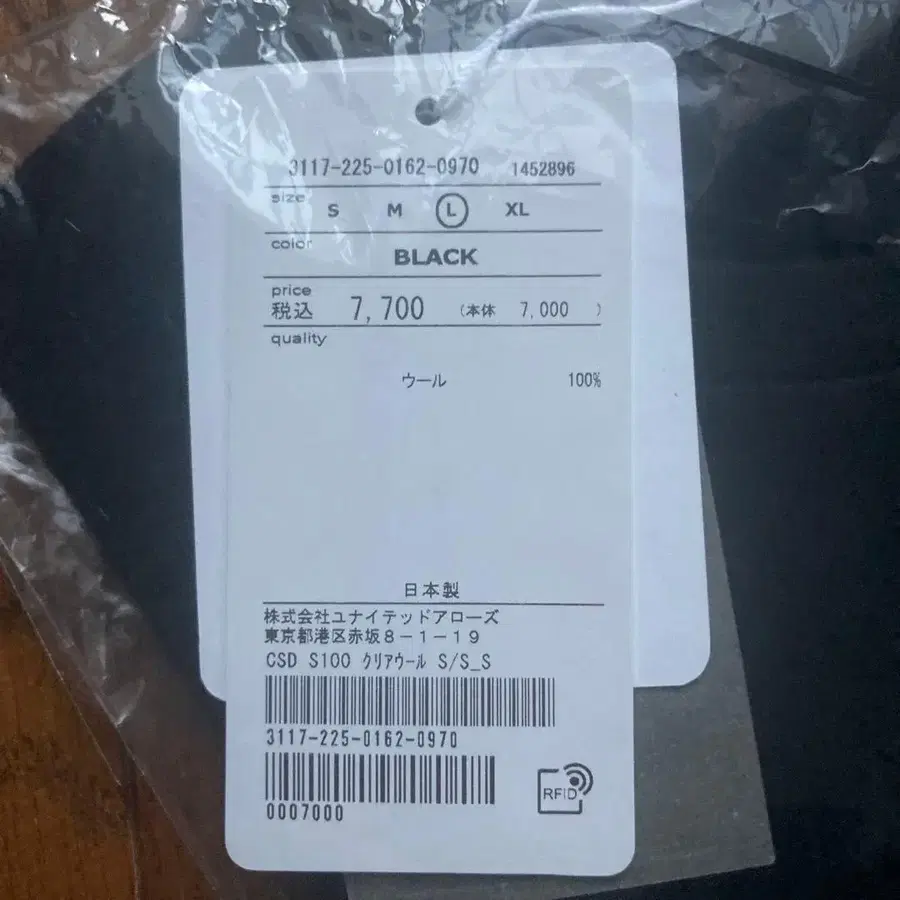 3117-225-0162-0970 1452896
size S M L XL
color
BLACK
price
税込 7,700 (本体 7,000 )
quality
ウール 100%
日本製
株式会社ユナイテッドアローズ
東京都港区赤坂8-1-19
CSD S100 クリアウール S/S_S
3117-225-0162-0970
0007000
RFID